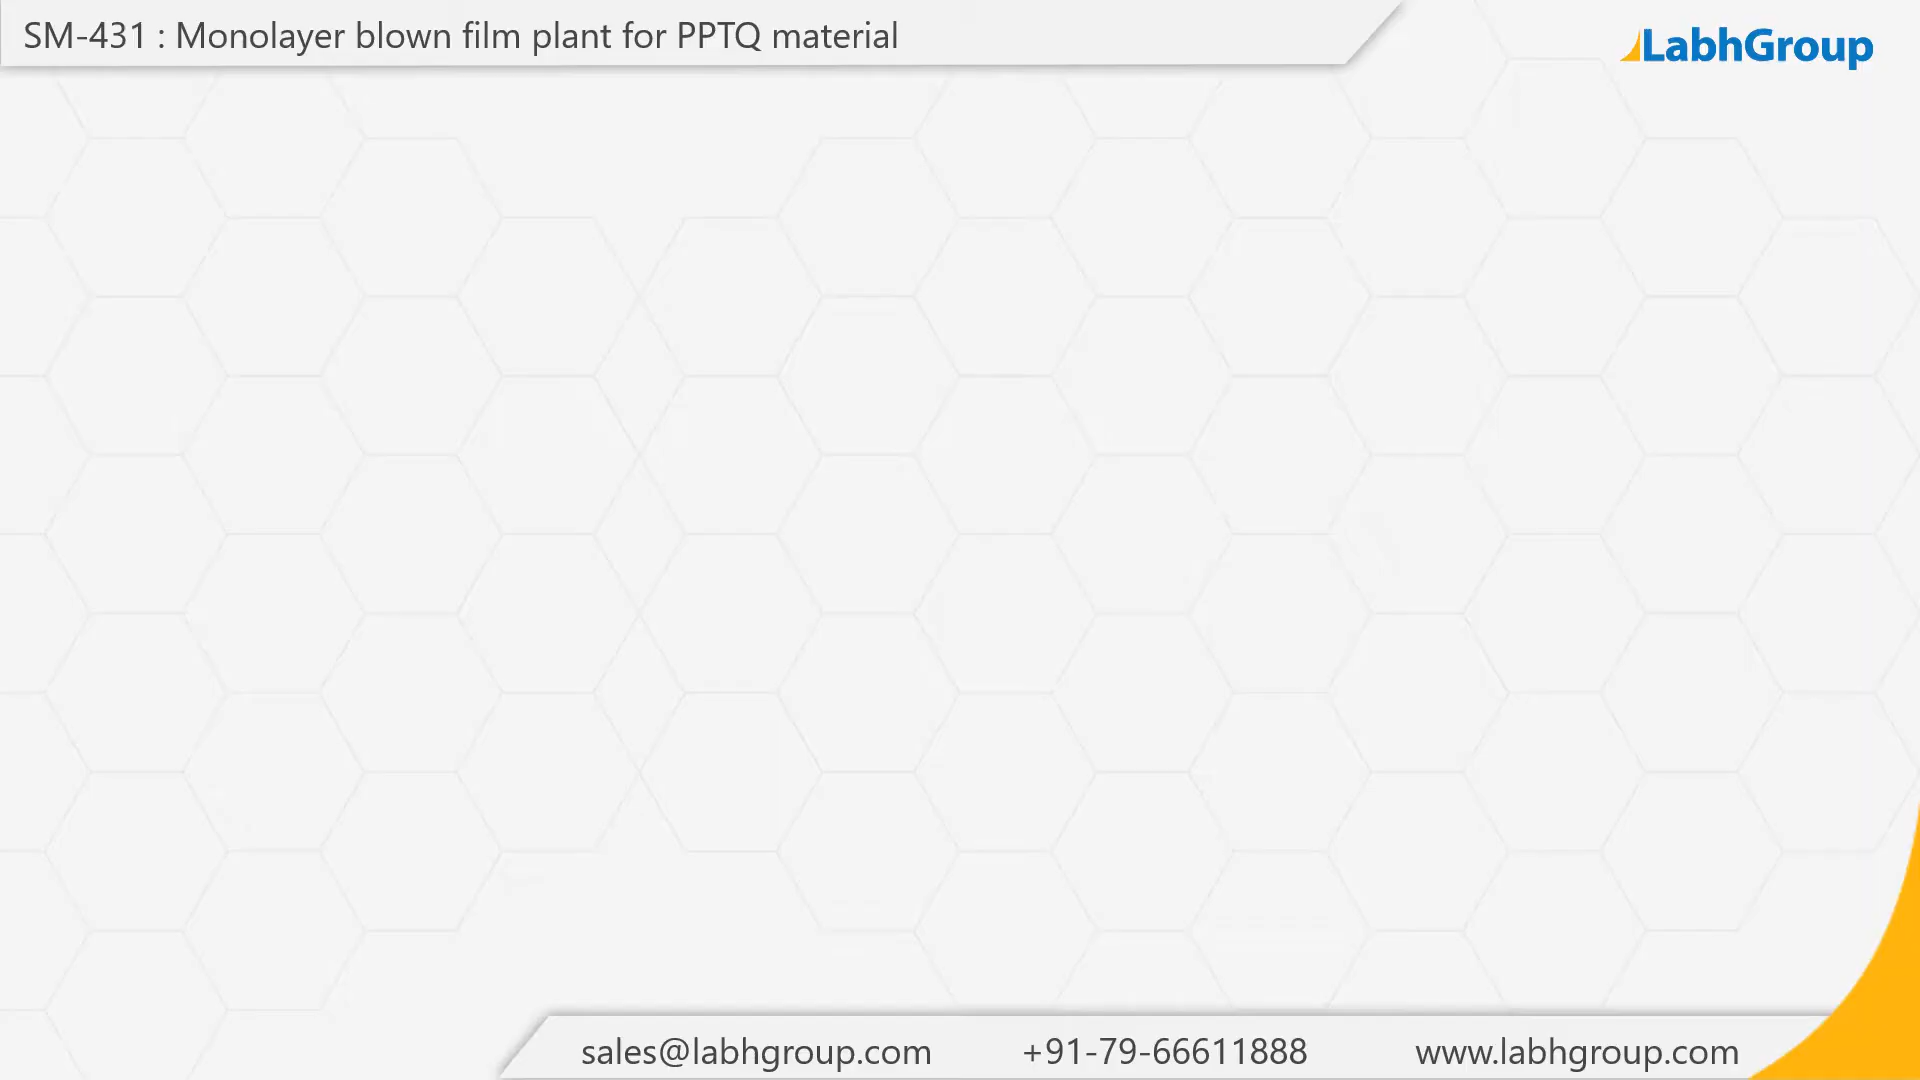 SM-431 : Monolayer blown film plant for PPTQ material
LabhGroup
sales@labhgroup.com +91-79-66611888 www.labhgroup.com